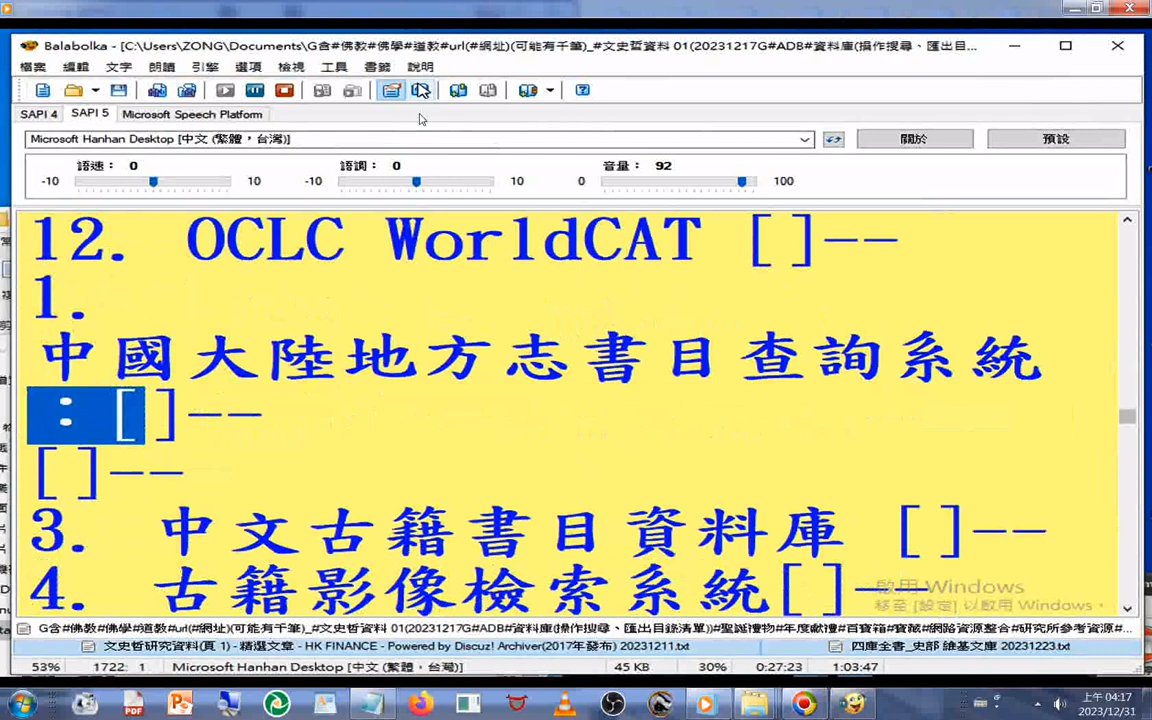 Balabolka - [C:\Users\ZONG\Documents\G含#佛教#佛學#道教#url(#網址)(可能有千筆)_#文史哲資料 01(20231217G#ADB#資料庫(操作搜尋、匯出目...
檔案 編輯 文字 朗讀 引擎 選項 檢視 工具 書籤 說明
SAPI 4 SAPI 5 Microsoft Speech Platform
Microsoft Hanhan Desktop [中文 (繁體，台灣)] 關於 預設
語速： 0 語調： 0 音量： 92
-10 10 -10 10 0 100
12. OCLC WorldCAT []--
1.
中國大陸地方志書目查詢系統
：[]--
[]--
3. 中文古籍書目資料庫 []--
4. 古籍影像檢索系統[]--
啟用 Windows
移至 [設定] 以啟用 Windows。
G含#佛教#佛學#道教#url(#網址)(可能有千筆)_#文史哲資料 01(20231217G#ADB#資料庫(操作搜尋、匯出目錄清單))#聖誕禮物#年度獻禮#百寶箱#寶藏#網路資源整合#研究所參考資源#...
文史哲研究資料(頁 1) - 精選文章 - HK FINANCE - Powered by Discuz! Archiver(2017年發布) 20231211.txt 四庫全書_史部 維基文庫 20231223.txt
53% 1722: 1 Microsoft Hanhan Desktop [中文 (繁體，台灣)] 45 KB 30% 0:27:23 1:03:47
上午 04:17
2023/12/31